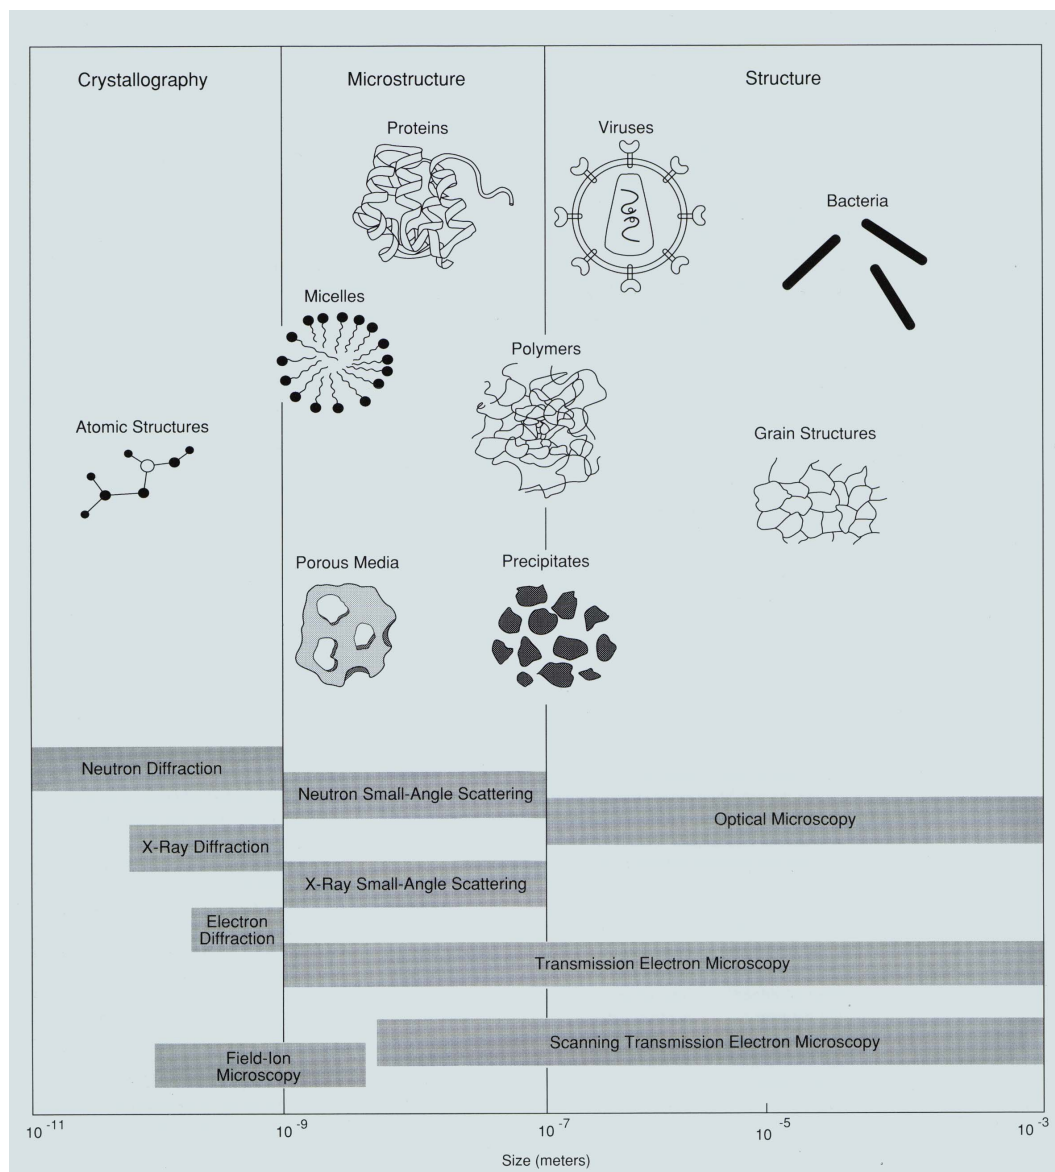 Crystallography
Microstructure
Structure
Proteins
Viruses
Bacteria
Micelles
Polymers
Atomic Structures
Grain Structures
Porous Media
Precipitates
Neutron Diffraction
Neutron Small-Angle Scattering
Optical Microscopy
X-Ray Diffraction
X-Ray Small-Angle Scattering
Electron
Diffraction
Transmission Electron Microscopy
Scanning Transmission Electron Microscopy
Field-Ion
Microscopy
10 -11
10 -9
10 -7
10 -5
10 -3
Size (meters)